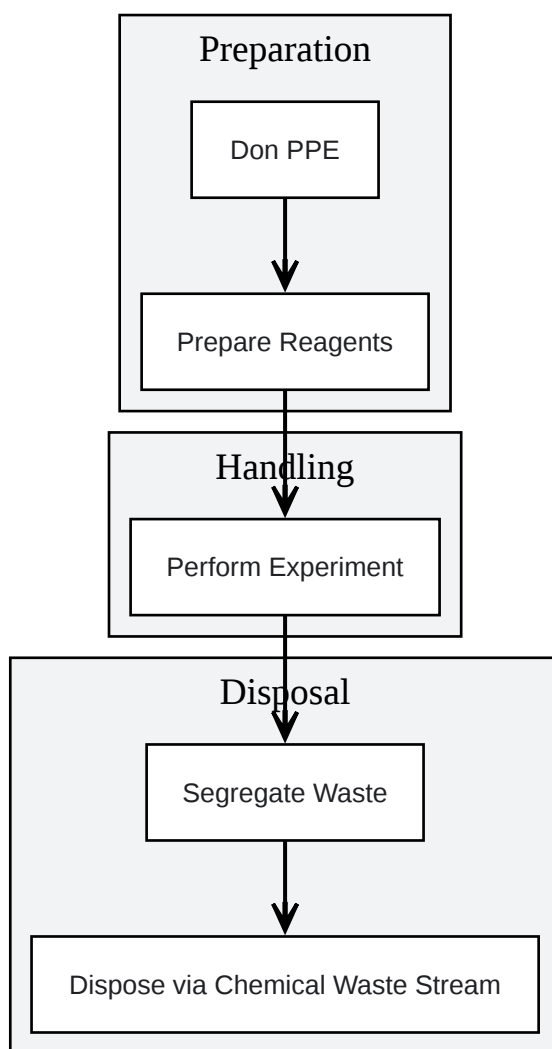 Preparation
Don PPE
Prepare Reagents
Handling
Perform Experiment
Disposal
Segregate Waste
Dispose via Chemical Waste Stream